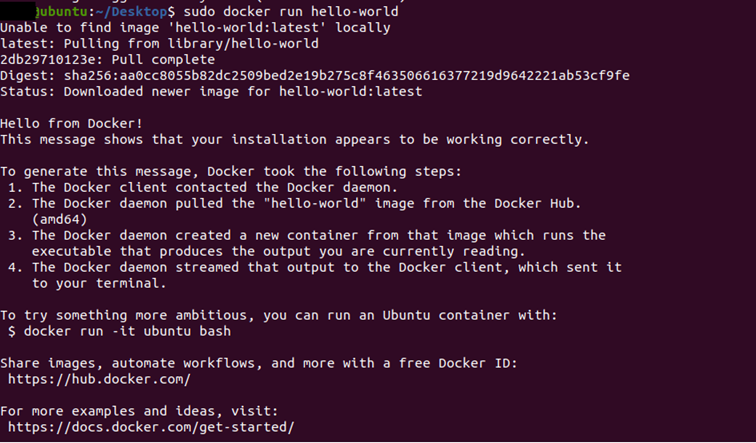 @ubuntu:~/Desktop$ sudo docker run hello-world
Unable to find image 'hello-world:latest' locally
latest: Pulling from library/hello-world
2db29710123e: Pull complete
Digest: sha256:aa0cc8055b82dc2509bed2e19b275c8f463506616377219d9642221ab53cf9fe
Status: Downloaded newer image for hello-world:latest

Hello from Docker!
This message shows that your installation appears to be working correctly.

To generate this message, Docker took the following steps:
 1. The Docker client contacted the Docker daemon.
 2. The Docker daemon pulled the "hello-world" image from the Docker Hub.
    (amd64)
 3. The Docker daemon created a new container from that image which runs the
    executable that produces the output you are currently reading.
 4. The Docker daemon streamed that output to the Docker client, which sent it
    to your terminal.

To try something more ambitious, you can run an Ubuntu container with:
 $ docker run -it ubuntu bash

Share images, automate workflows, and more with a free Docker ID:
 https://hub.docker.com/

For more examples and ideas, visit:
 https://docs.docker.com/get-started/